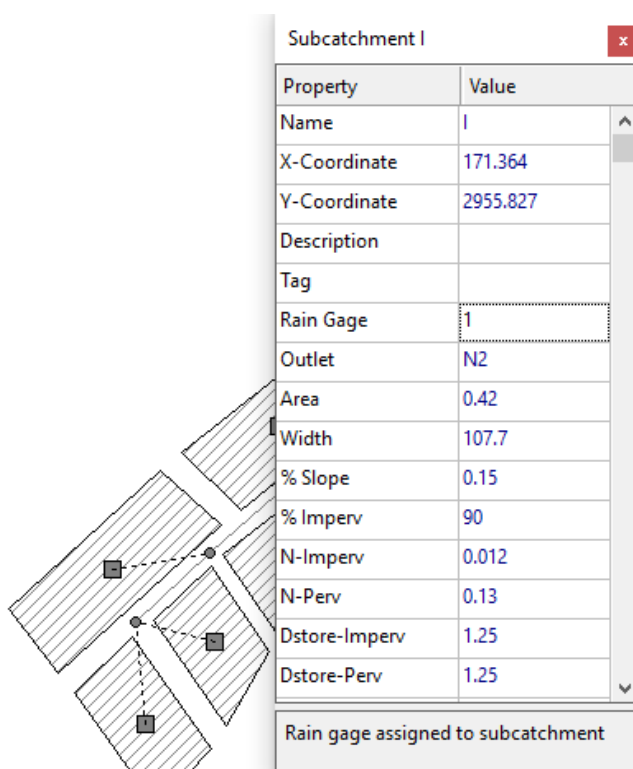 Subcatchment I
x
Property Value
Name I
X-Coordinate 171.364
Y-Coordinate 2955.827
Description
Tag
Rain Gage 1
Outlet N2
Area 0.42
Width 107.7
% Slope 0.15
% Imperv 90
N-Imperv 0.012
N-Perv 0.13
Dstore-Imperv 1.25
Dstore-Perv 1.25
Rain gage assigned to subcatchment